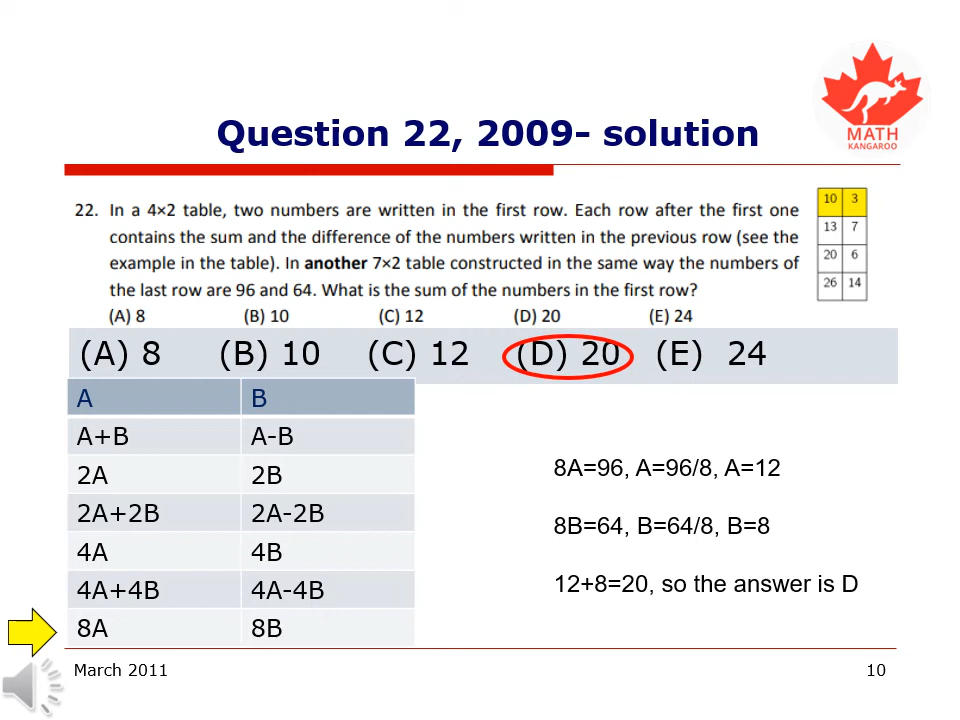 MATH
KANGAROO
Question 22, 2009- solution
22. In a 4×2 table, two numbers are written in the first row. Each row after the first one
contains the sum and the difference of the numbers written in the previous row (see the
example in the table). In another 7×2 table constructed in the same way the numbers of
the last row are 96 and 64. What is the sum of the numbers in the first row?
(A) 8 (B) 10 (C) 12 (D) 20 (E) 24
10 3
13 7
20 6
26 14
(A) 8 (B) 10 (C) 12 (D) 20 (E) 24
A B
A+B A-B
2A 2B
2A+2B 2A-2B
4A 4B
4A+4B 4A-4B
8A 8B
8A=96, A=96/8, A=12
8B=64, B=64/8, B=8
12+8=20, so the answer is D
March 2011
10